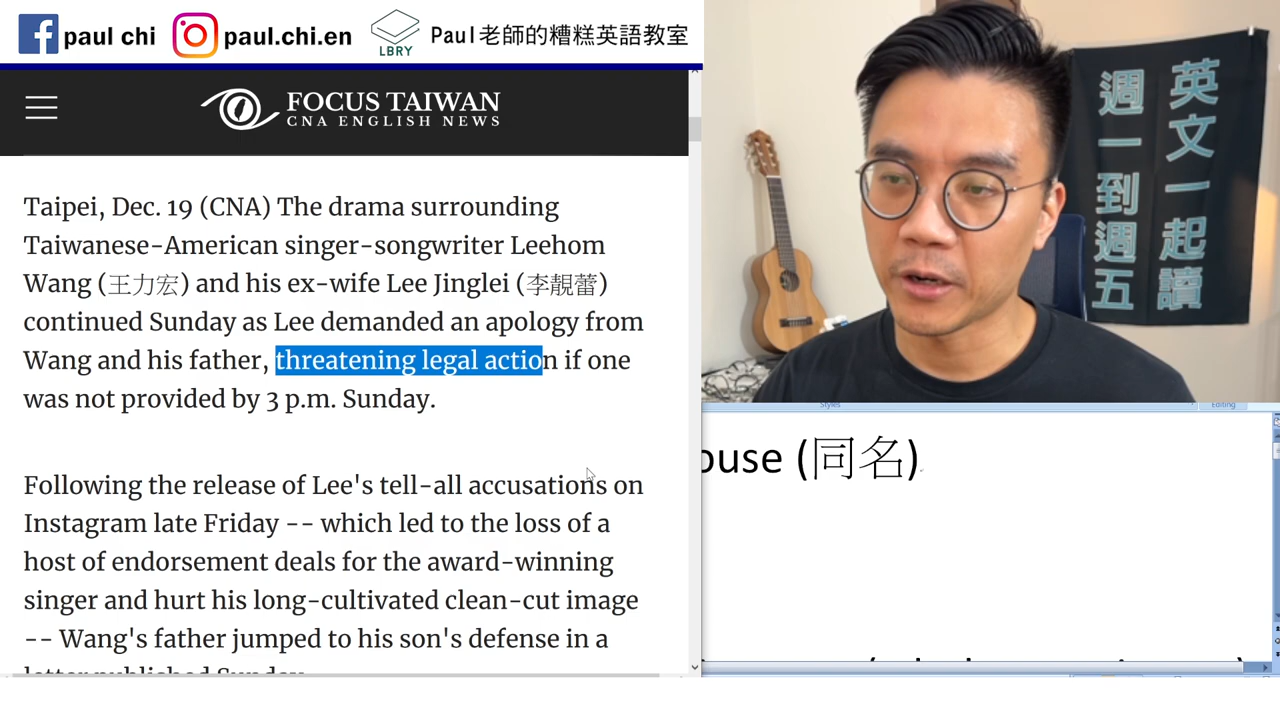 paul chi
paul.chi.en
LBRY
Paul老師的糟糕英語教室
FOCUS TAIWAN
CNA ENGLISH NEWS
Taipei, Dec. 19 (CNA) The drama surrounding
Taiwanese-American singer-songwriter Leehom
Wang (王力宏) and his ex-wife Lee Jinglei (李靚蕾)
continued Sunday as Lee demanded an apology from
Wang and his father, threatening legal action if one
was not provided by 3 p.m. Sunday.
Following the release of Lee's tell-all accusations on
Instagram late Friday -- which led to the loss of a
host of endorsement deals for the award-winning
singer and hurt his long-cultivated clean-cut image
-- Wang's father jumped to his son's defense in a
letter published Sunday.
英文一起讀
週一到週五
Styles
Editing
ouse (同名)